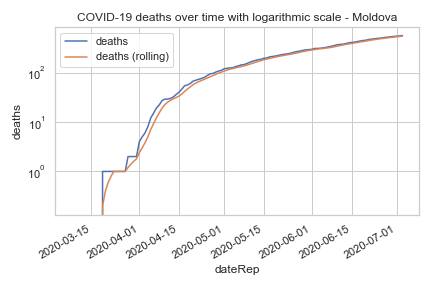 COVID-19 deaths over time with logarithmic scale - Moldova
deaths
deaths (rolling)
10²
10¹
10⁰
deaths
2020-03-15
2020-04-01
2020-04-15
2020-05-01
2020-05-15
2020-06-01
2020-06-15
2020-07-01
dateRep